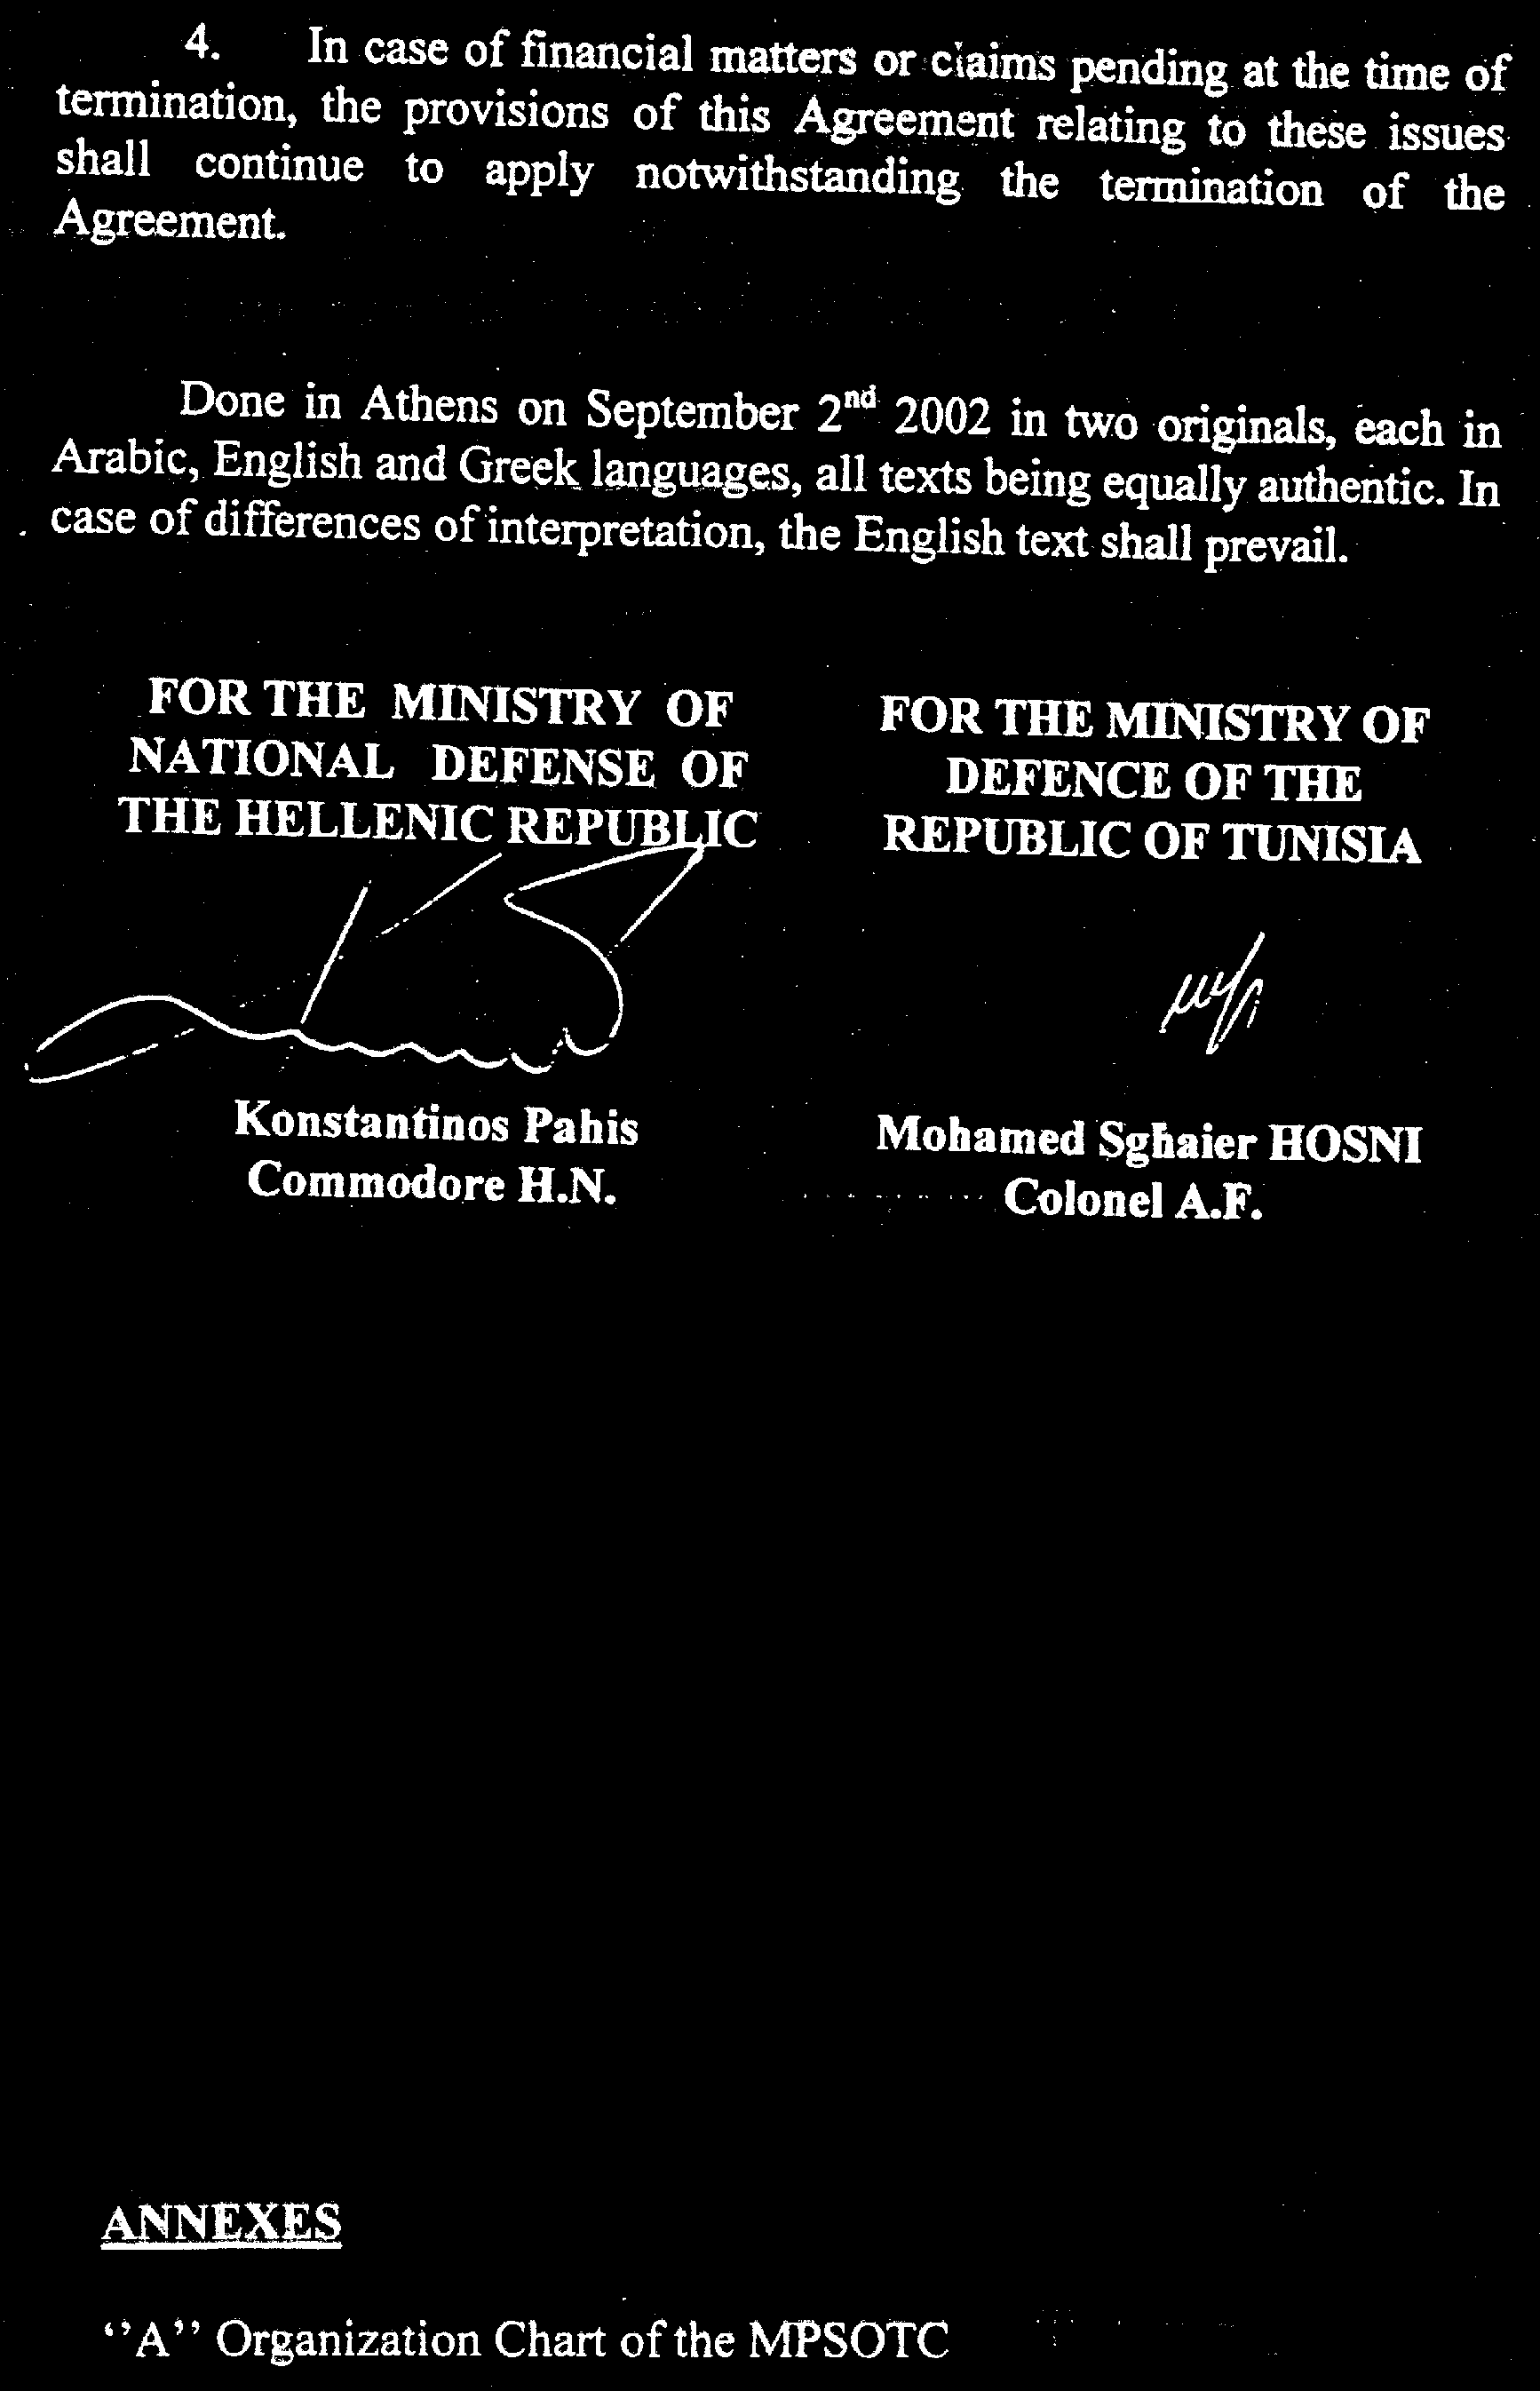 4. In case of financial matters or claims pending at the time of
termination, the provisions of this Agreement relating to these issues
shall continue to apply notwithstanding the termination of the
Agreement.
Done in Athens on September 2nd 2002 in two originals, each in
Arabic, English and Greek languages, all texts being equally authentic. In
case of differences of interpretation, the English text shall prevail.
FOR THE MINISTRY OF
NATIONAL DEFENSE OF
THE HELLENIC REPUBLIC
FOR THE MINISTRY OF
DEFENCE OF THE
REPUBLIC OF TUNISIA
Konstantinos Pahis
Commodore H.N.
Mohamed Sghaier HOSNI
Colonel A.F.
ANNEXES
‘’A’’ Organization Chart of the MPSOTC